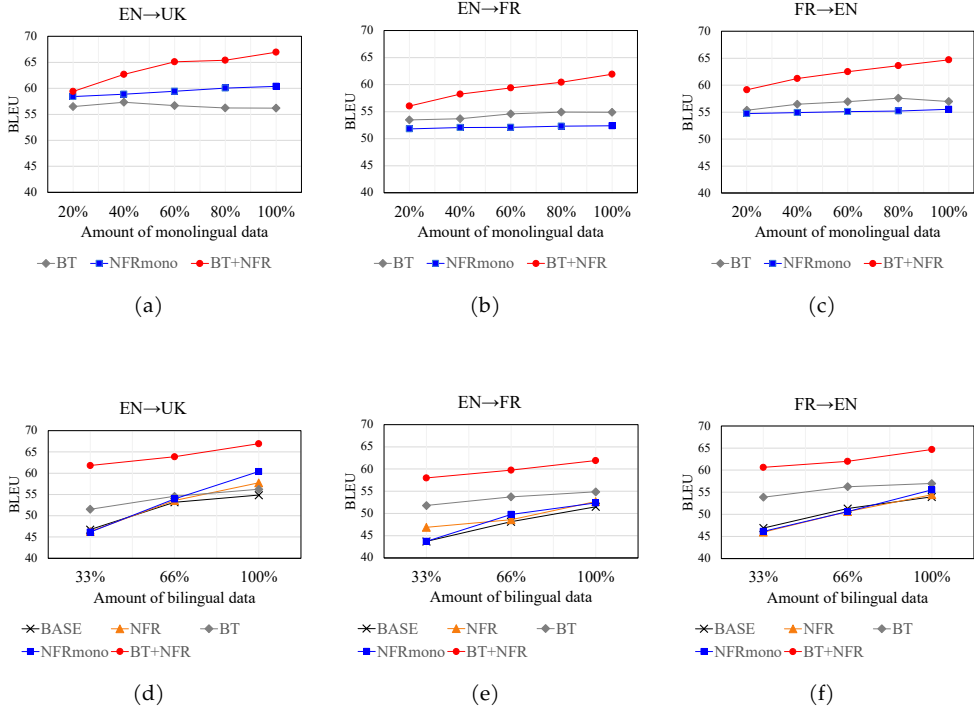 EN→UK
BLEU
70
65
60
55
50
45
40
20% 40% 60% 80% 100%
Amount of monolingual data
BT NFRmono BT+NFR
(a)
EN→FR
BLEU
70
65
60
55
50
45
40
20% 40% 60% 80% 100%
Amount of monolingual data
BT NFRmono BT+NFR
(b)
FR→EN
BLEU
70
65
60
55
50
45
40
20% 40% 60% 80% 100%
Amount of monolingual data
BT NFRmono BT+NFR
(c)
EN→UK
BLEU
70
65
60
55
50
45
40
33% 66% 100%
Amount of bilingual data
BASE NFR BT
NFRmono BT+NFR
(d)
EN→FR
BLEU
70
65
60
55
50
45
40
33% 66% 100%
Amount of bilingual data
BASE NFR BT
NFRmono BT+NFR
(e)
FR→EN
BLEU
70
65
60
55
50
45
40
33% 66% 100%
Amount of bilingual data
BASE NFR BT
NFRmono BT+NFR
(f)